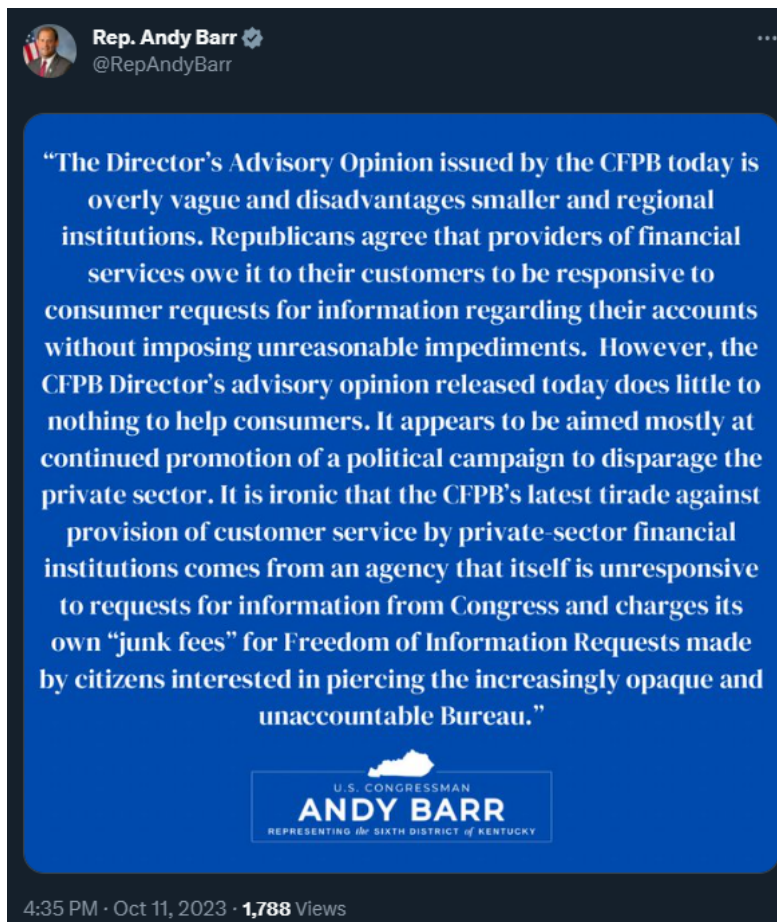 Rep. Andy Barr
@RepAndyBarr
“The Director’s Advisory Opinion issued by the CFPB today is
overly vague and disadvantages smaller and regional
institutions. Republicans agree that providers of financial
services owe it to their customers to be responsive to
consumer requests for information regarding their accounts
without imposing unreasonable impediments.  However, the
CFPB Director’s advisory opinion released today does little to
nothing to help consumers. It appears to be aimed mostly at
continued promotion of a political campaign to disparage the
private sector. It is ironic that the CFPB’s latest tirade against
provision of customer service by private-sector financial
institutions comes from an agency that itself is unresponsive
to requests for information from Congress and charges its
own “junk fees” for Freedom of Information Requests made
by citizens interested in piercing the increasingly opaque and
unaccountable Bureau.”
U.S. CONGRESSMAN
ANDY BARR
REPRESENTING the SIXTH DISTRICT of KENTUCKY
4:35 PM · Oct 11, 2023 · 1,788 Views